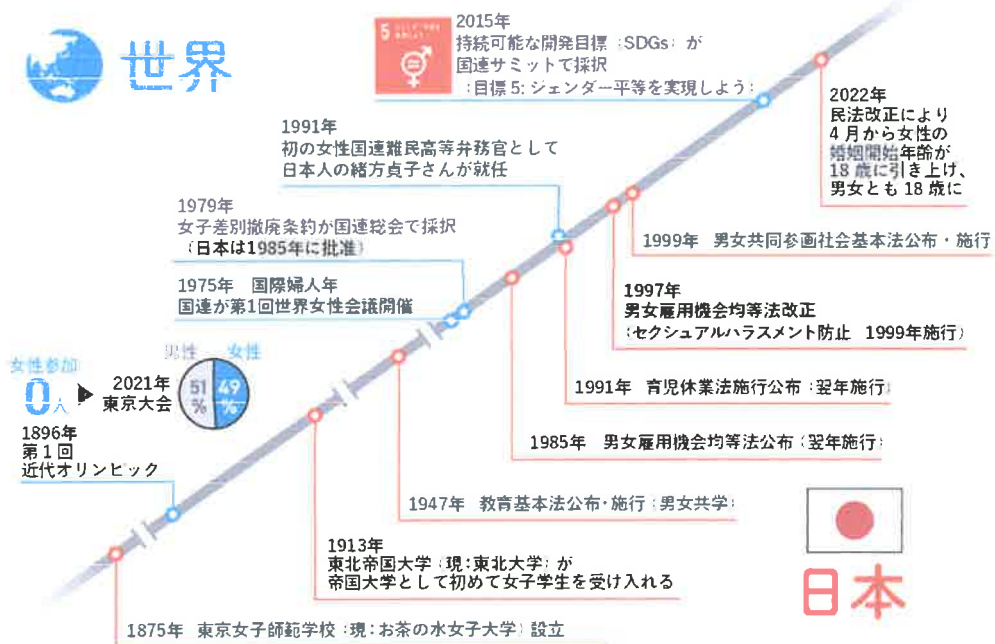 世界
5
2015年
持続可能な開発目標（SDGs）が
国連サミットで採択
（目標5: ジェンダー平等を実現しよう）
2022年
民法改正により
4月から女性の
婚姻開始年齢が
18歳に引き上げ、
男女とも18歳に
1991年
初の女性国連難民高等弁務官として
日本人の緒方貞子さんが就任
1979年
女子差別撤廃条約が国連総会で採択
（日本は1985年に批准）
1999年 男女共同参画社会基本法公布・施行
1975年 国際婦人年
国連が第1回世界女性会議開催
1997年
男女雇用機会均等法改正
（セクシュアルハラスメント防止 1999年施行）
男性 女性
女性参加
0人
2021年
東京大会
51% 49%
1991年 育児休業法施行公布（翌年施行）
1896年
第1回
近代オリンピック
1985年 男女雇用機会均等法公布（翌年施行）
1947年 教育基本法公布・施行（男女共学）
1913年
東北帝国大学（現：東北大学）が
帝国大学として初めて女子学生を受け入れる
日本
1875年 東京女子師範学校（現：お茶の水女子大学）設立